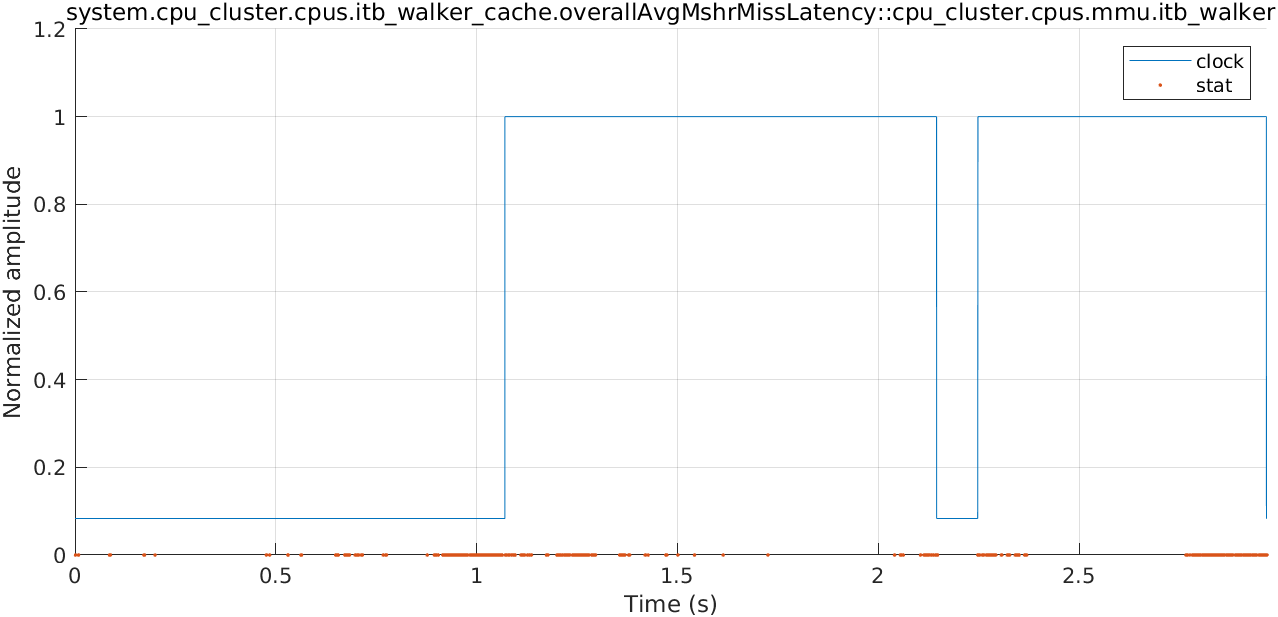 system.cpu_cluster.cpus.itb_walker_cache.overallAvgMshrMissLatency::cpu_cluster.cpus.mmu.itb_walker
1.2
1
0.8
0.6
0.4
0.2
0
Normalized amplitude
clock
stat
0
0.5
1
1.5
2
2.5
Time (s)